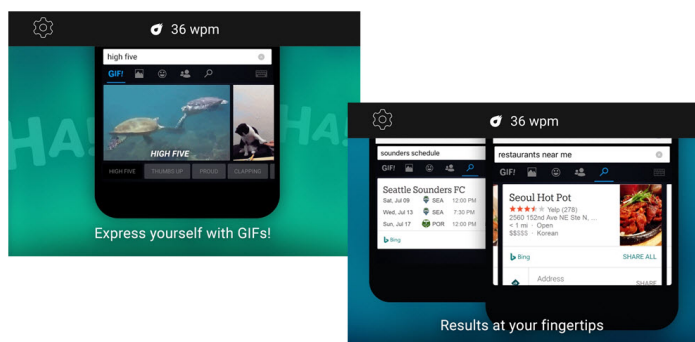 36 wpm
high five
GIF!
HA!
HA
HIGH FIVE
HIGH FIVE THUMBS UP PROUD CLAPPING
Express yourself with GIFs!
36 wpm
sounders schedule
GIF!
Seattle Sounders FC
Sat, Jul 09 SEA 12:00 PM
Wed, Jul 13 SEA 7:30 PM
Sun, Jul 17 POR 12:00 PM
Bing
restaurants near me
GIF!
Seoul Hot Pot
Yelp (278)
2560 152nd Ave NE Ste N, ...
< 1 mi · Open
$$$$$ · Korean
Bing SHARE ALL
Address SHARE
Results at your fingertips